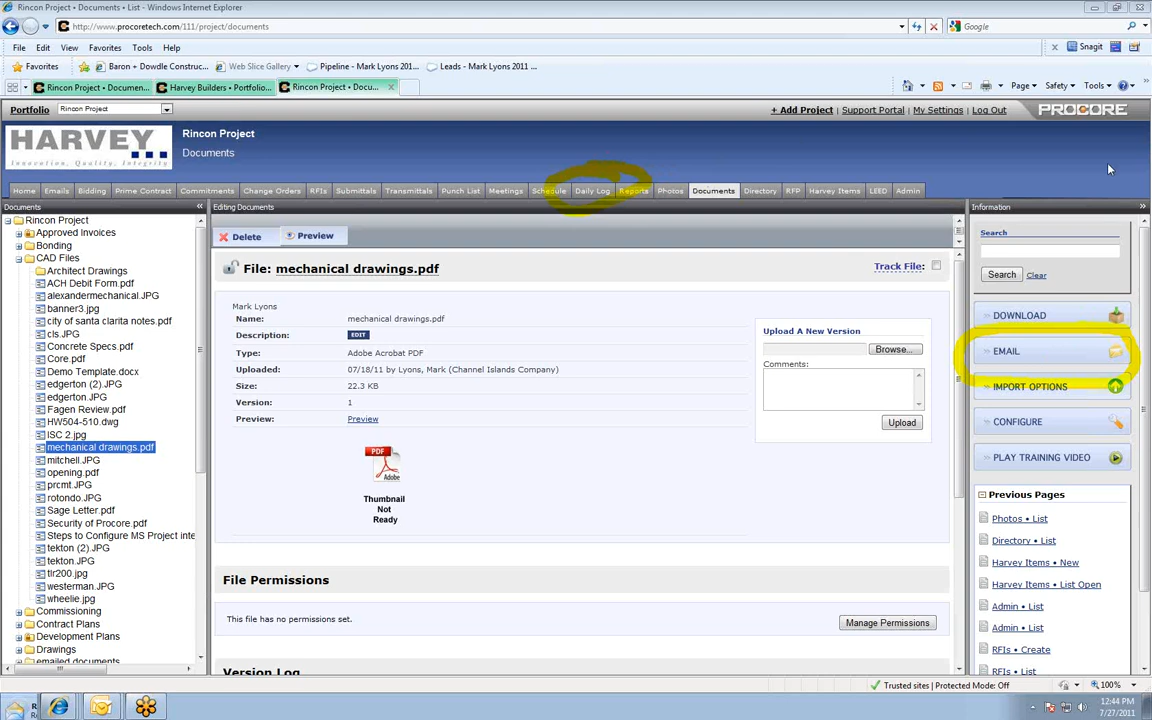 Rincon Project • Documents • List - Windows Internet Explorer
http://www.procoretech.com/111/project/documents
Google
File Edit View Favorites Tools Help
Snagit
Favorites Baron + Dowdle Construc... Web Slice Gallery Pipeline - Mark Lyons 201... Leads - Mark Lyons 2011 ...
Rincon Project • Documen... Harvey Builders • Portfolio... Rincon Project • Docu...
Page Safety Tools
Portfolio Rincon Project
+ Add Project Support Portal My Settings Log Out PROCORE
HARVEY
Innovation, Quality, Integrity
Rincon Project
Documents
Home Emails Bidding Prime Contract Commitments Change Orders RFIs Submittals Transmittals Punch List Meetings Schedule Daily Log Reports Photos Documents Directory RFP Harvey Items LEED Admin
Documents «
Rincon Project
Approved Invoices
Bonding
CAD Files
Architect Drawings
ACH Debit Form.pdf
alexandermechanical.JPG
banner3.jpg
city of santa clarita notes.pdf
cls.JPG
Concrete Specs.pdf
Core.pdf
Demo Template.docx
edgerton (2).JPG
edgerton.JPG
Fagen Review.pdf
HW504-510.dwg
ISC 2.jpg
mechanical drawings.pdf
mitchell.JPG
opening.pdf
prcmt.JPG
rotondo.JPG
Sage Letter.pdf
Security of Procore.pdf
Steps to Configure MS Project inte
tekton (2).JPG
tekton.JPG
tlr200.jpg
westerman.JPG
wheelie.jpg
Commissioning
Contract Plans
Development Plans
Drawings
emailed documents
Editing Documents
Delete Preview
File: mechanical drawings.pdf
Track File:
Mark Lyons
Name: mechanical drawings.pdf
Description: EDIT
Type: Adobe Acrobat PDF
Uploaded: 07/18/11 by Lyons, Mark (Channel Islands Company)
Size: 22.3 KB
Version: 1
Preview: Preview
PDF
Adobe
Thumbnail
Not
Ready
Upload A New Version
Browse...
Comments:
Upload
File Permissions
This file has no permissions set.
Manage Permissions
Version Log
Information »
Search
Search Clear
DOWNLOAD
EMAIL
IMPORT OPTIONS
CONFIGURE
PLAY TRAINING VIDEO
Previous Pages
Photos • List
Directory • List
Harvey Items • New
Harvey Items • List Open
Admin • List
Admin • List
RFIs • Create
RFIs • List
Trusted sites | Protected Mode: Off
100%
12:44 PM
7/27/2011